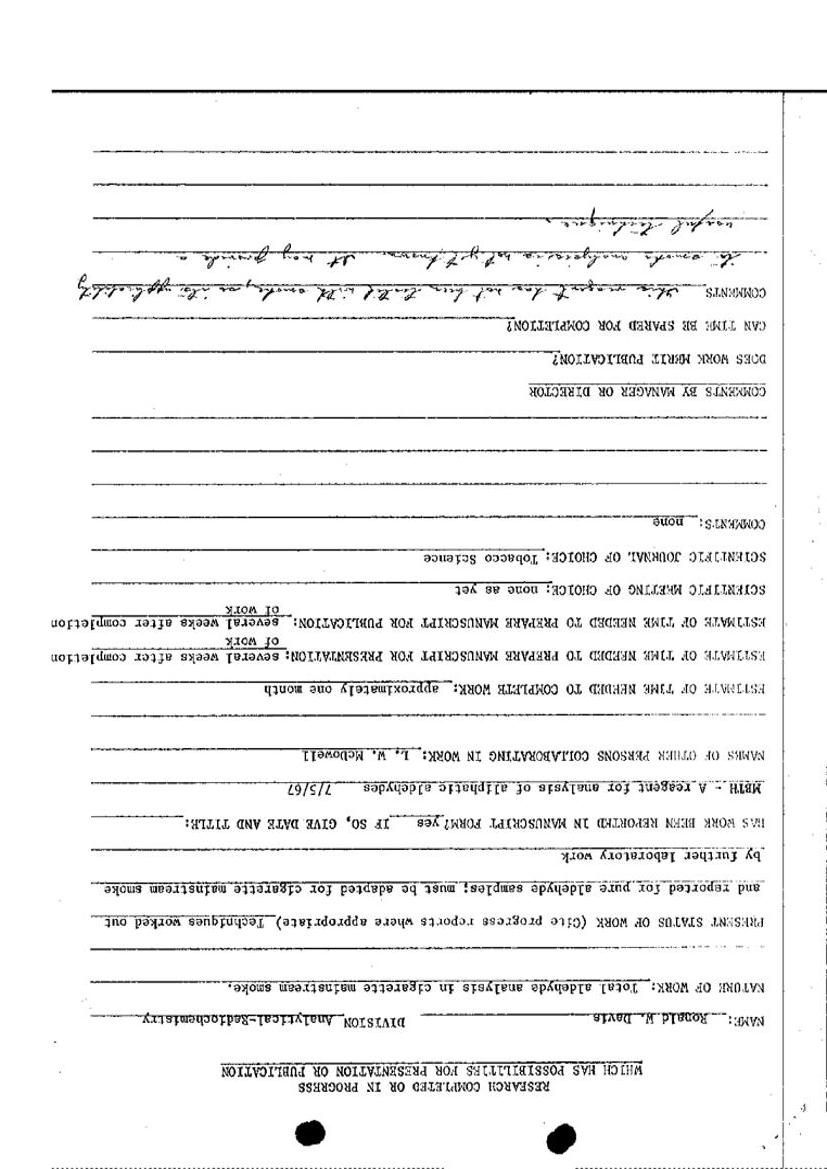 RESEARCH COMPLETED OR IN PROGRESS
WHICH HAS POSSIBILITIES FOR PRESENTATION OR PUBLICATION
NAME: Ronald W. Davis DIVISION Analytical-Radiochemistry
NATURE OF WORK: Total aldehyde analysis in cigarette mainstream smoke.
PRESENT STATUS OF WORK (Cite progress reports where appropriate) Techniques worked out
and reported for pure aldehyde samples; must be adapted for cigarette mainstream smoke
by further laboratory work
HAS WORK BEEN REPORTED IN MANUSCRIPT FORM? yes IF SO, GIVE DATE AND TITLE:
MBTH - A reagent for analysis of aliphatic aldehydes 7/5/67
NAMES OF OTHER PERSONS COLLABORATING IN WORK: L. W. McDowell
ESTIMATE OF TIME NEEDED TO COMPLETE WORK: approximately one month
ESTIMATE OF TIME NEEDED TO PREPARE MANUSCRIPT FOR PRESENTATION: several weeks after completion
of work
ESTIMATE OF TIME NEEDED TO PREPARE MANUSCRIPT FOR PUBLICATION: several weeks after completion
of work
SCIENTIFIC MEETING OF CHOICE: none as yet
SCIENTIFIC JOURNAL OF CHOICE: Tobacco Science
COMMENTS: none
COMMENTS BY MANAGER OR DIRECTOR
DOES WORK MERIT PUBLICATION?
CAN TIME BE SPARED FOR COMPLETION?
COMMENTS This reagent has not been tested with smoke, so its applicability
to smoke analysis is not yet known. It may provide a
useful technique.